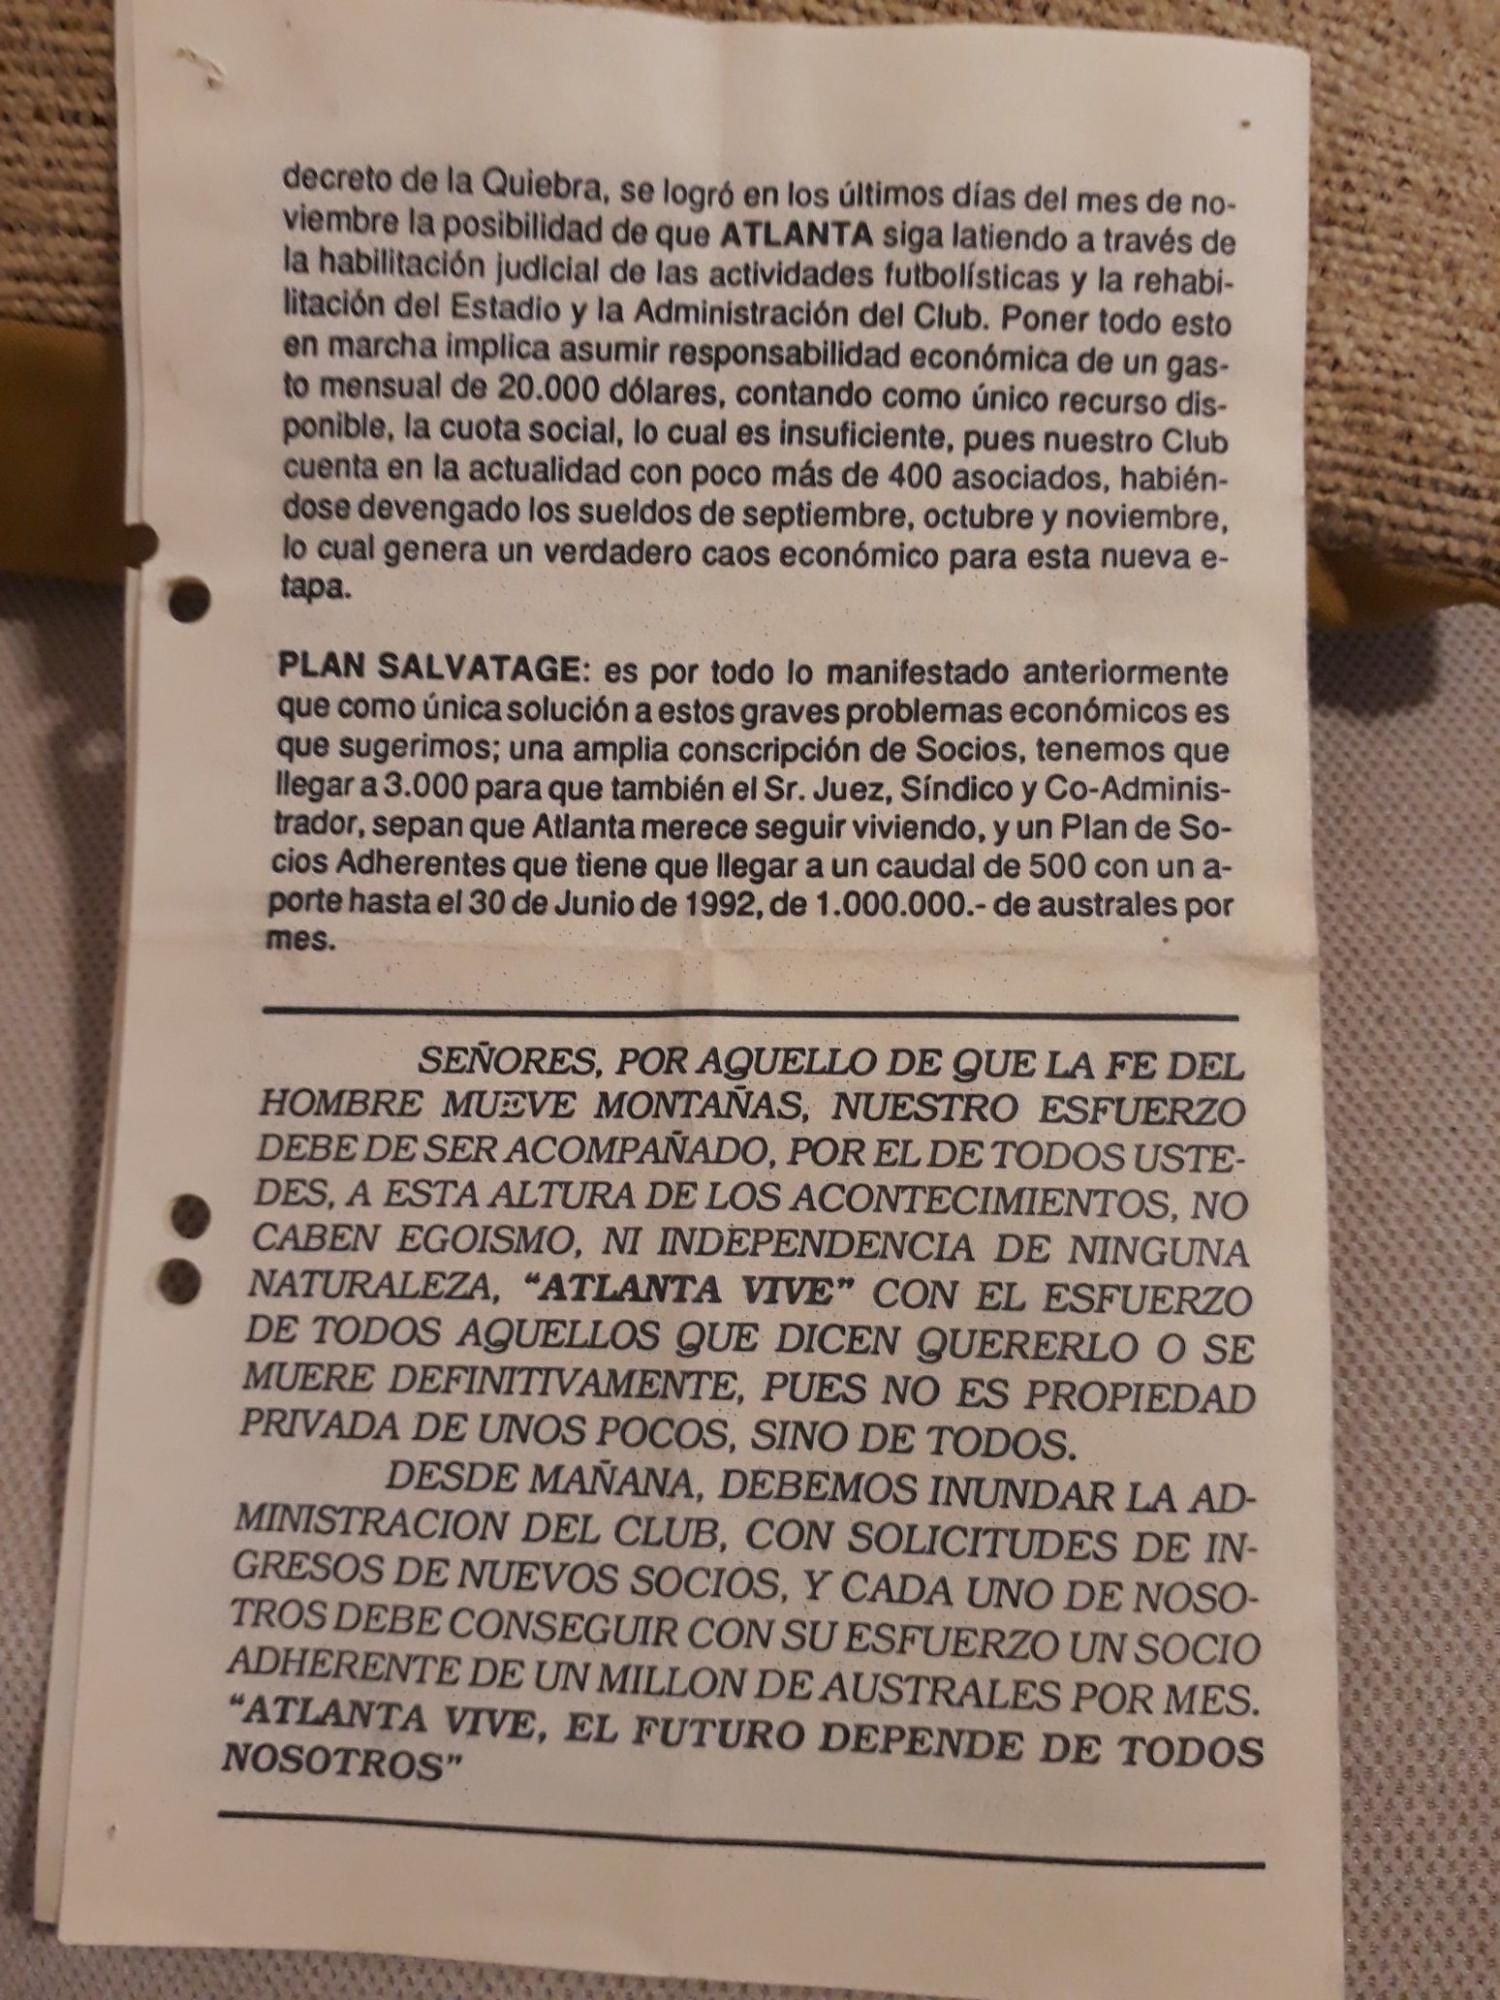 decreto de la Quiebra, se logró en los últimos días del mes de no-
viembre la posibilidad de que ATLANTA siga latiendo a través de
la habilitación judicial de las actividades futbolísticas y la rehabi-
litación del Estadio y la Administración del Club. Poner todo esto
en marcha implica asumir responsabilidad económica de un gas-
to mensual de 20.000 dólares, contando como único recurso dis-
ponible, la cuota social, lo cual es insuficiente, pues nuestro Club
cuenta en la actualidad con poco más de 400 asociados, habién-
dose devengado los sueldos de septiembre, octubre y noviembre,
lo cual genera un verdadero caos económico para esta nueva e-
tapa.
PLAN SALVATAGE: es por todo lo manifestado anteriormente
que como única solución a estos graves problemas económicos es
que sugerimos; una amplia conscripción de Socios, tenemos que
llegar a 3.000 para que también el Sr. Juez, Síndico y Co-Adminis-
trador, sepan que Atlanta merece seguir viviendo, y un Plan de So-
cios Adherentes que tiene que llegar a un caudal de 500 con un a-
porte hasta el 30 de Junio de 1992, de 1.000.000.- de australes por
mes.
SEÑORES, POR AQUELLO DE QUE LA FE DEL
HOMBRE MUEVE MONTAÑAS, NUESTRO ESFUERZO
DEBE DE SER ACOMPAÑADO, POR EL DE TODOS USTE-
DES, A ESTA ALTURA DE LOS ACONTECIMIENTOS, NO
CABEN EGOISMO, NI INDEPENDENCIA DE NINGUNA
NATURALEZA, “ATLANTA VIVE” CON EL ESFUERZO
DE TODOS AQUELLOS QUE DICEN QUERERLO O SE
MUERE DEFINITIVAMENTE, PUES NO ES PROPIEDAD
PRIVADA DE UNOS POCOS, SINO DE TODOS.
DESDE MAÑANA, DEBEMOS INUNDAR LA AD-
MINISTRACION DEL CLUB, CON SOLICITUDES DE IN-
GRESOS DE NUEVOS SOCIOS, Y CADA UNO DE NOSO-
TROS DEBE CONSEGUIR CON SU ESFUERZO UN SOCIO
ADHERENTE DE UN MILLON DE AUSTRALES POR MES.
“ATLANTA VIVE, EL FUTURO DEPENDE DE TODOS
NOSOTROS”